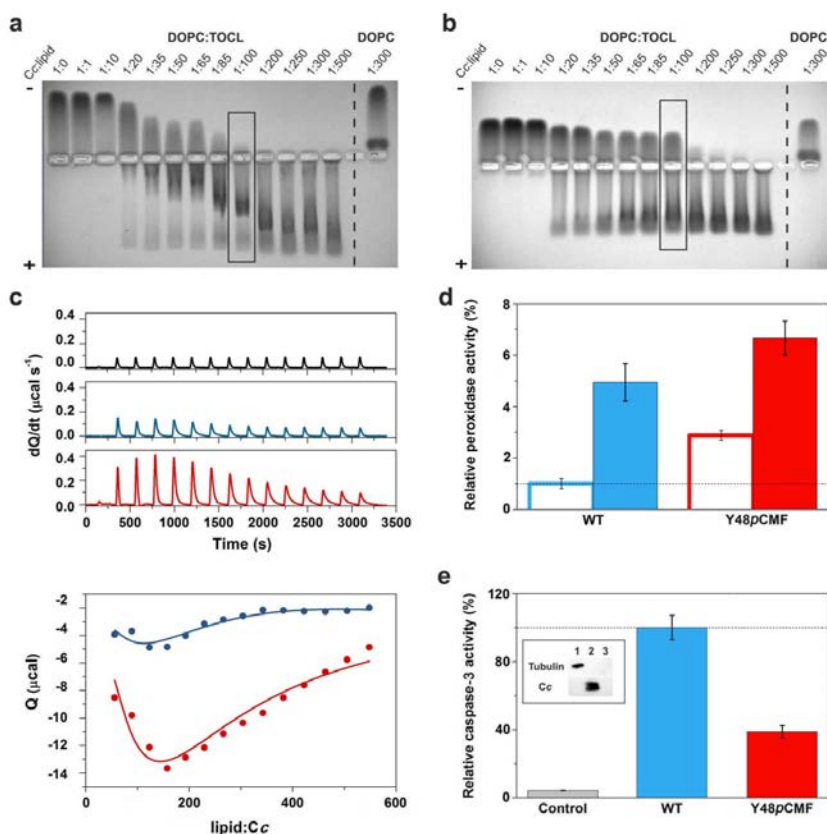 a
DOPC:TOCL DOPC
Cc:lipid 1:0 1:1 1:10 1:20 1:35 1:50 1:65 1:85 1:100 1:200 1:250 1:300 1:500 1:300
-
+
b
DOPC:TOCL DOPC
Cc:lipid 1:0 1:1 1:10 1:20 1:35 1:50 1:65 1:85 1:100 1:200 1:250 1:300 1:500 1:300
-
+
c
0.4
0.2
0.0
0.4
0.2
0.0
0.4
0.2
0.0
dQ/dt (μcal s⁻¹)
0 500 1000 1500 2000 2500 3000 3500
Time (s)
-2
-4
-6
-8
-10
-12
-14
Q (μcal)
0 200 400 600
lipid:Cc
d
8
6
4
2
0
Relative peroxidase activity (%)
WT Y48pCMF
e
120
80
40
0
Relative caspase-3 activity (%)
1 2 3
Tubulin
Cc
Control WT Y48pCMF